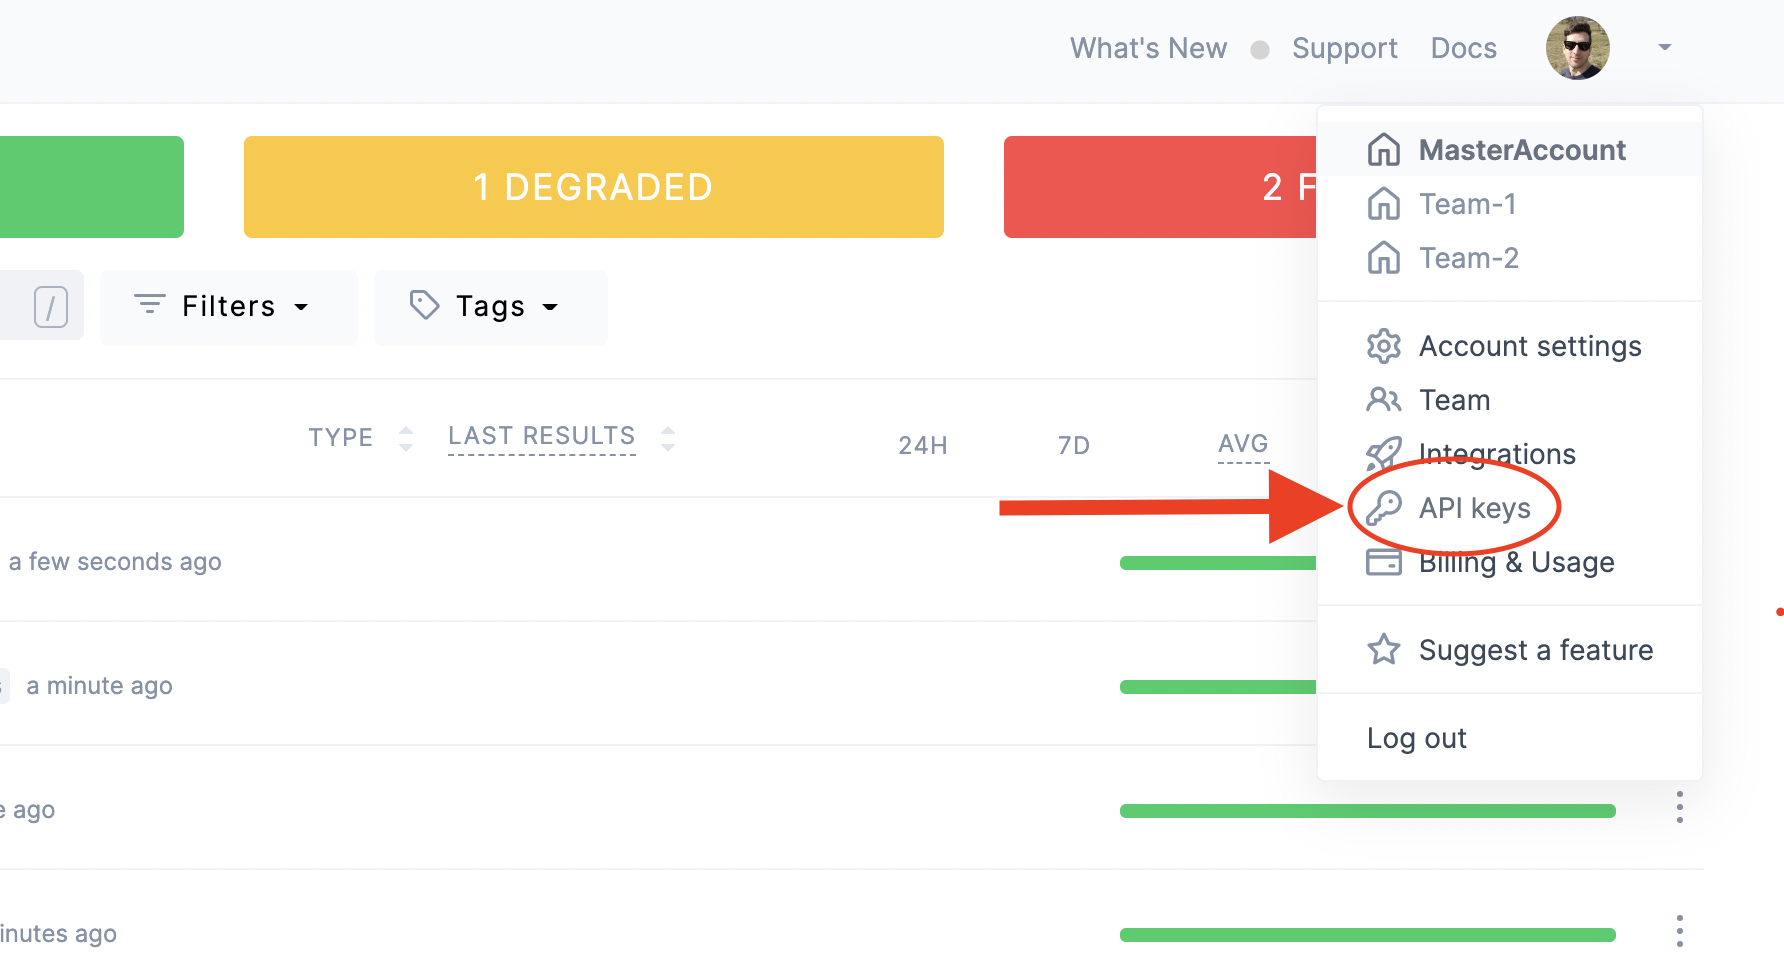 What's New Support Docs
1 DEGRADED
2 F
MasterAccount
Team-1
Team-2
Account settings
Team
Integrations
API keys
Billing & Usage
Suggest a feature
Log out
/ Filters Tags
TYPE LAST RESULTS 24H 7D AVG
a few seconds ago
a minute ago
ago
inutes ago